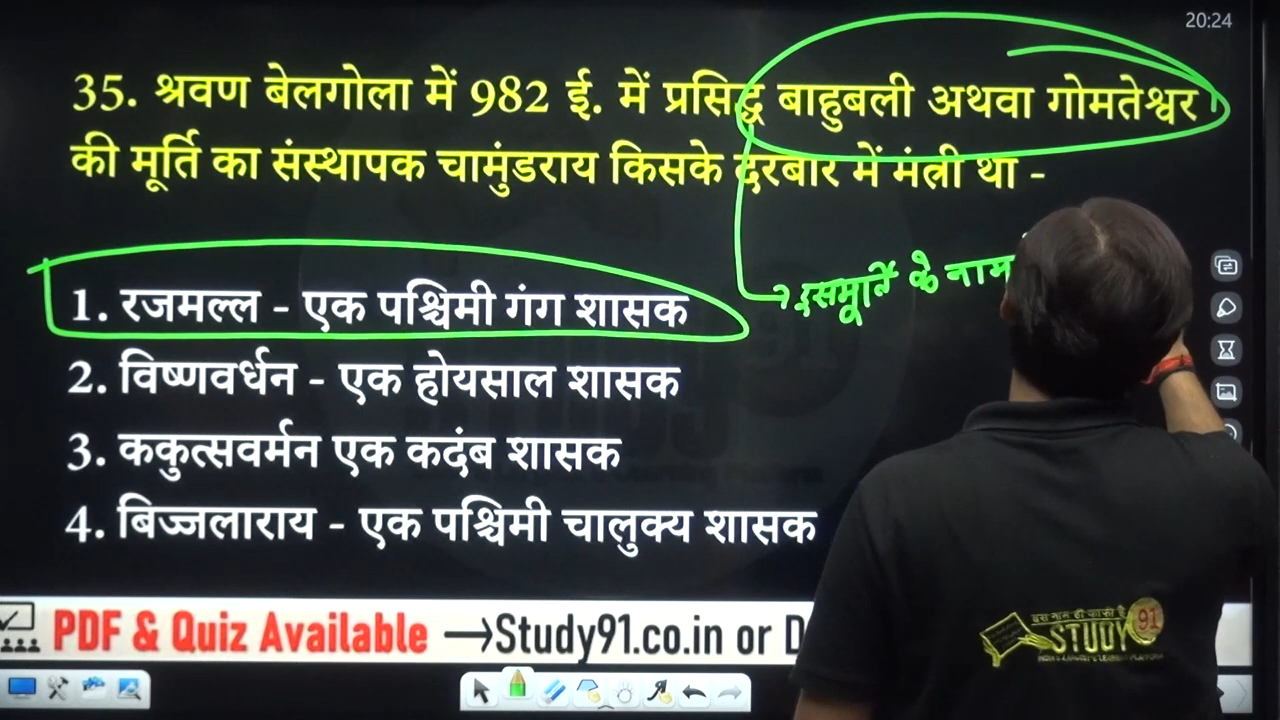 20:24
35. श्रवण बेलगोला में 982 ई. में प्रसिद्ध बाहुबली अथवा गोमतेश्वर
की मूर्ति का संस्थापक चामुंडराय किसके दरबार में मंत्री था -
इसमूर्ति के नाम
1. रजमल्ल - एक पश्चिमी गंग शासक
2. विष्णवर्धन - एक होयसाल शासक
3. ककुत्सवर्मन एक कदंब शासक
4. बिज्जलाराय - एक पश्चिमी चालुक्य शासक
इस नाम ही काफी है
STUDY 91
PDF & Quiz Available →Study91.co.in or D